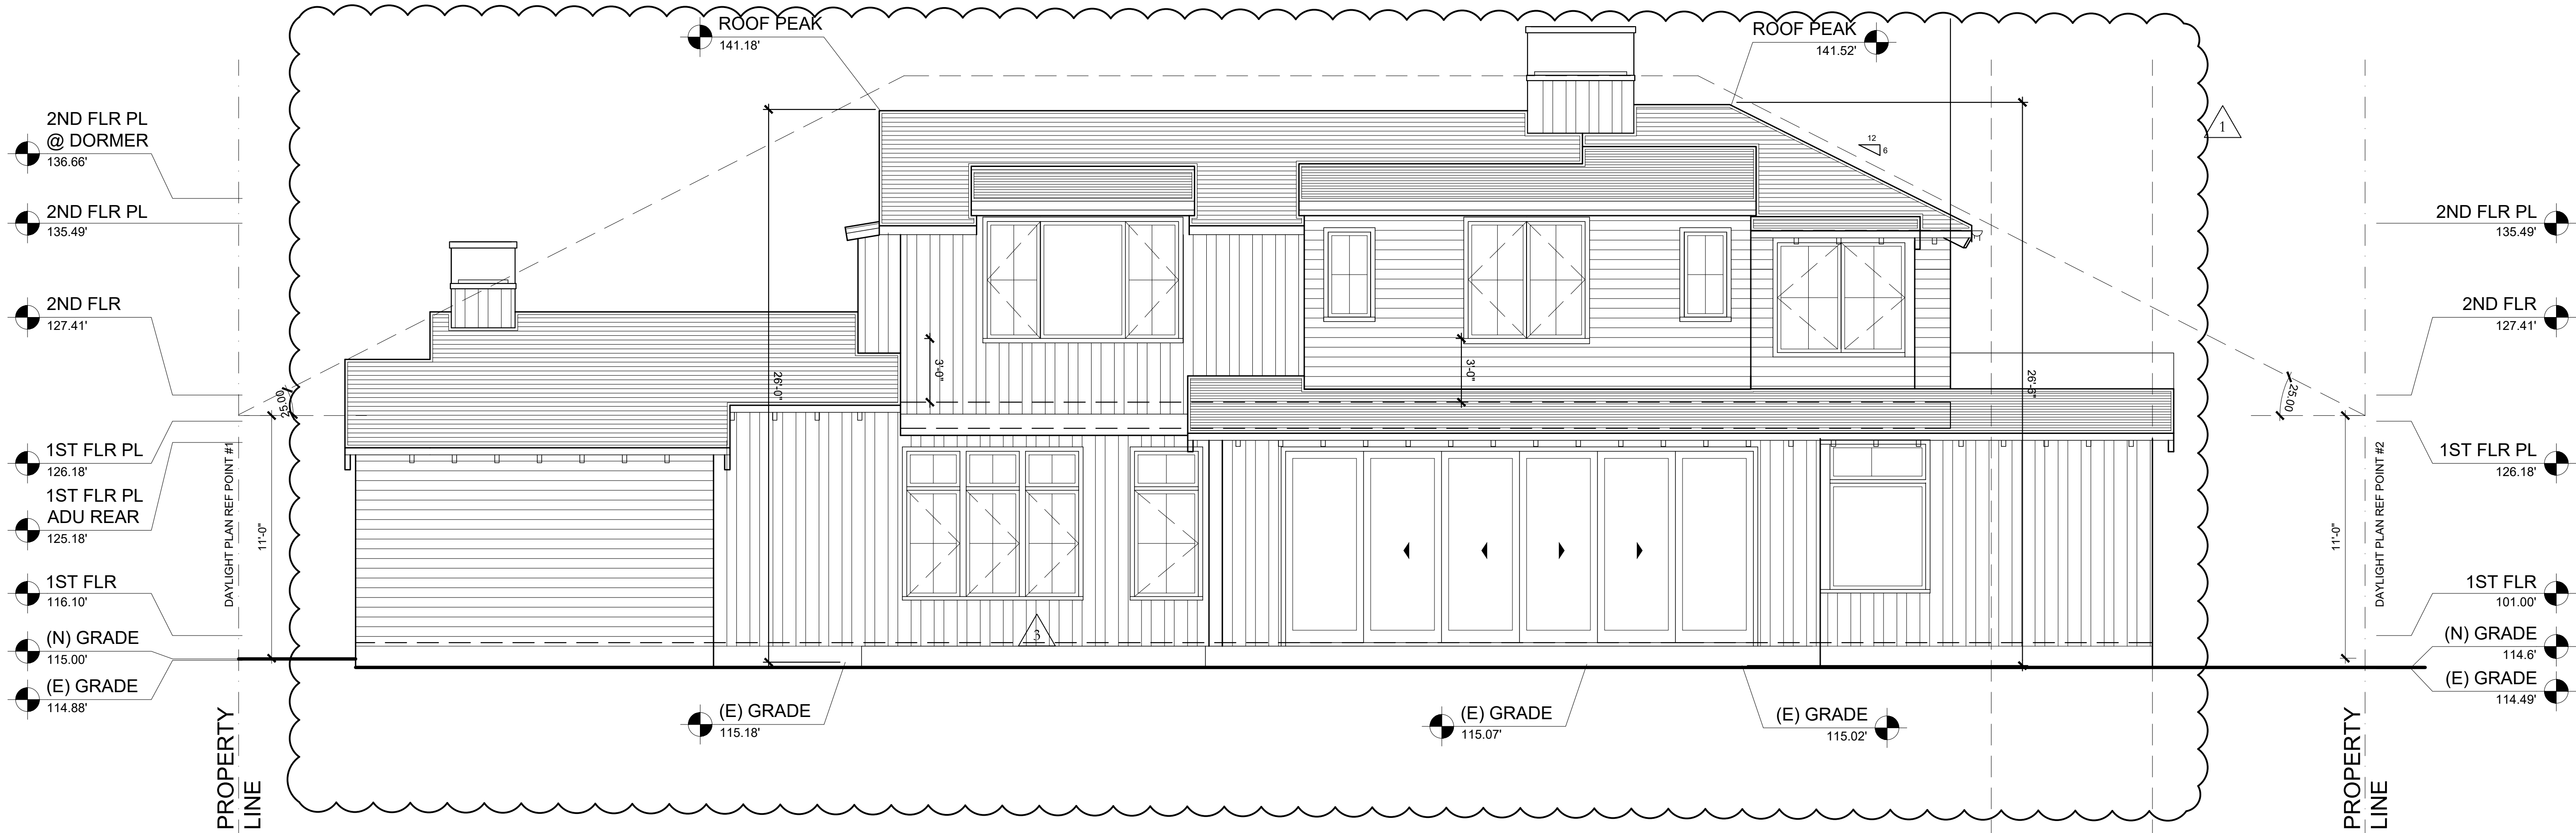 ROOF PEAK
141.18'
ROOF PEAK
141.52'
12
6
1
2ND FLR PL
@ DORMER
136.66'
2ND FLR PL
135.49'
2ND FLR
127.41'
25.00
1ST FLR PL
126.18'
1ST FLR PL
ADU REAR
125.18'
1ST FLR
116.10'
(N) GRADE
115.00'
(E) GRADE
114.88'
DAYLIGHT PLAN REF POINT #1
11'-0"
PROPERTY
LINE
26'-0"
3'-0"
3'-0"
3
(E) GRADE
115.18'
(E) GRADE
115.07'
(E) GRADE
115.02'
25.00
11'-0"
DAYLIGHT PLAN REF POINT #2
2ND FLR PL
135.49'
2ND FLR
127.41'
1ST FLR PL
126.18'
1ST FLR
101.00'
(N) GRADE
114.6'
(E) GRADE
114.49'
PROPERTY
LINE